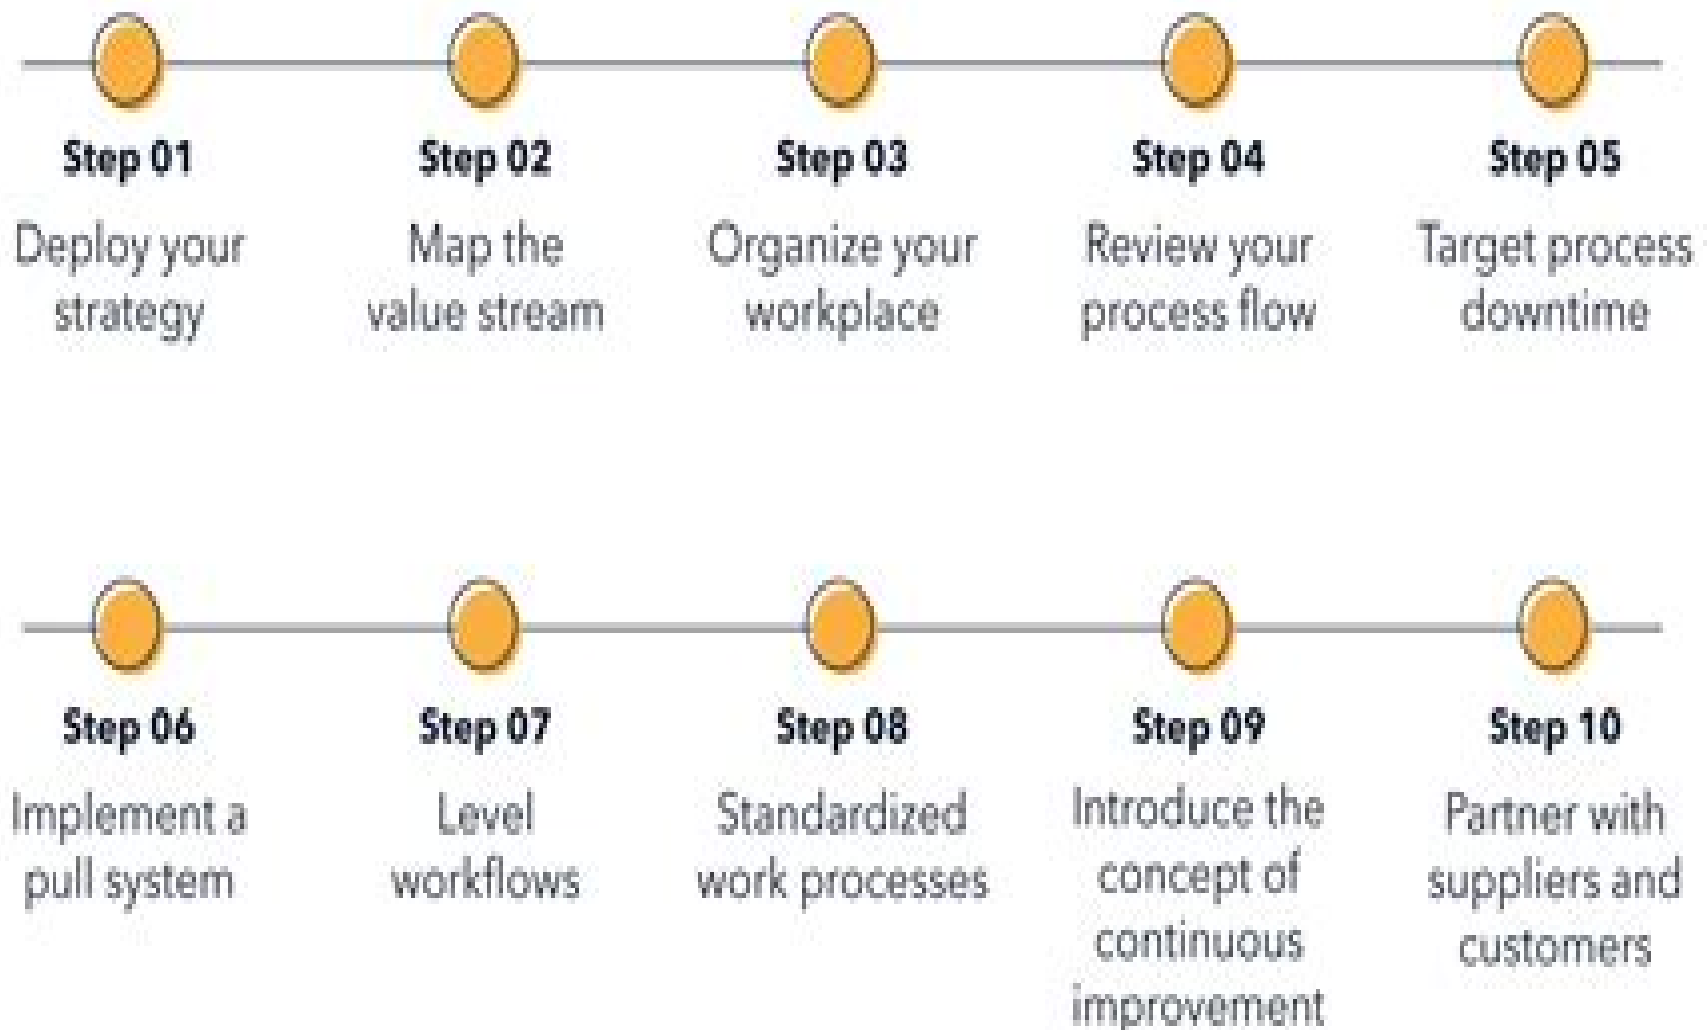 Step 01
Deploy your
strategy
Step 02
Map the
value stream
Step 03
Organize your
workplace
Step 04
Review your
process flow
Step 05
Target process
downtime
Step 06
Implement a
pull system
Step 07
Level
workflows
Step 08
Standardized
work processes
Step 09
Introduce the
concept of
continuous
improvement
Step 10
Partner with
suppliers and
customers